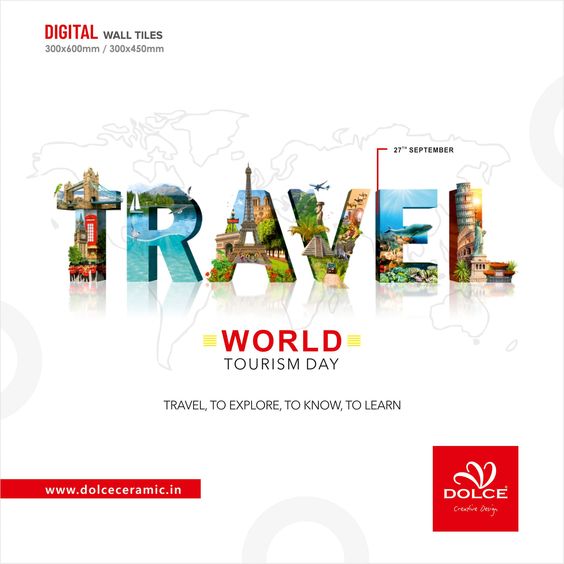 DIGITAL WALL TILES
300x600mm / 300x450mm
27TH SEPTEMBER
TRAVEL
WORLD
TOURISM DAY
TRAVEL, TO EXPLORE, TO KNOW, TO LEARN
www.dolceceramic.in
DOLCE®
Creative Design